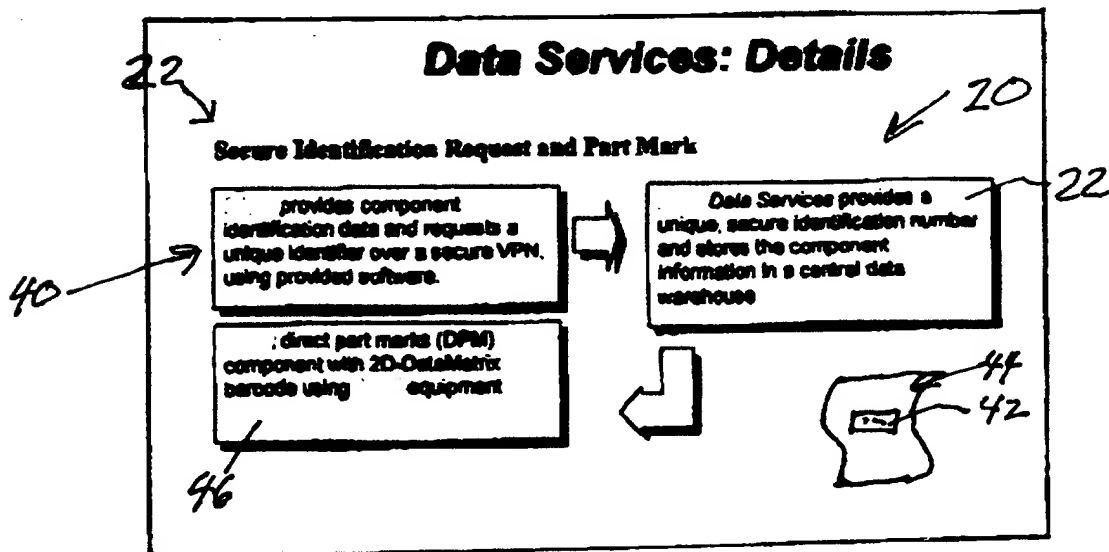 Data Services: Details
22
20
Secure Identification Request and Part Mark
provides component
identification data and requests a
unique identifier over a secure VPN,
using provided software.
Data Services provides a
unique, secure identification number
and stores the component
information in a central data
warehouse
22
40
; direct part marks (DPM)
component with 2D-DataMatrix
barcode using equipment
44
42
46